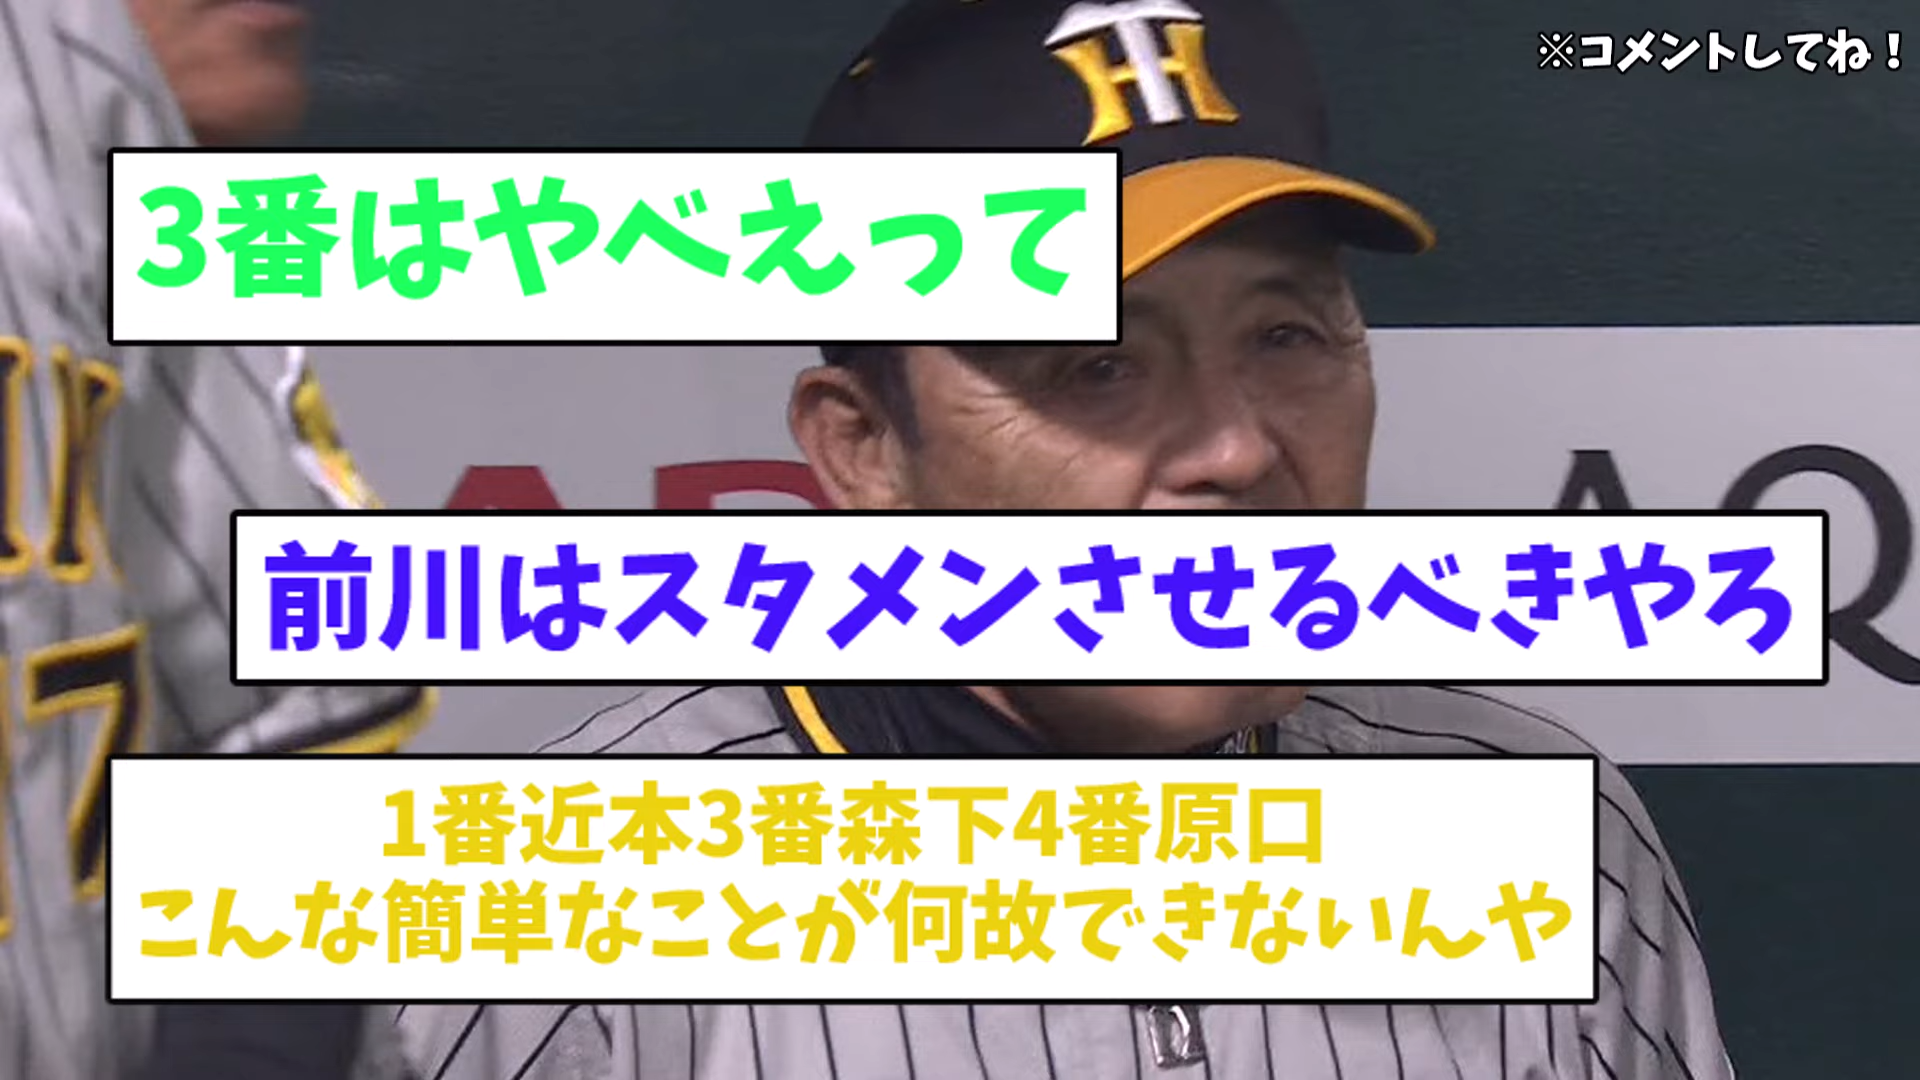 ※コメントしてね！
3番はやべえって
前川はスタメンさせるべきやろ
1番近本3番森下4番原口
こんな簡単なことが何故できないんや